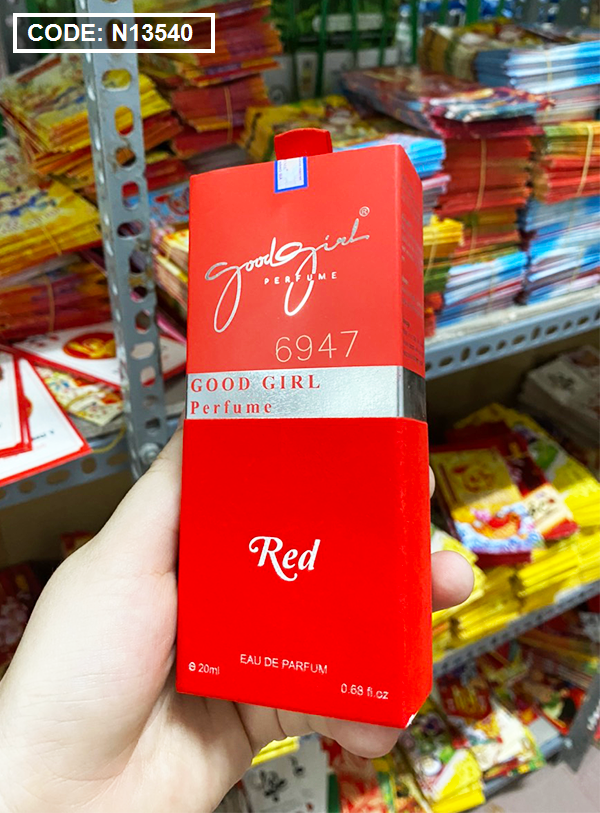 CODE: N13540
good girl ®
PERFUME
6947
GOOD GIRL
Perfume
Red
EAU DE PARFUM
e 20ml
0.68 fl.oz